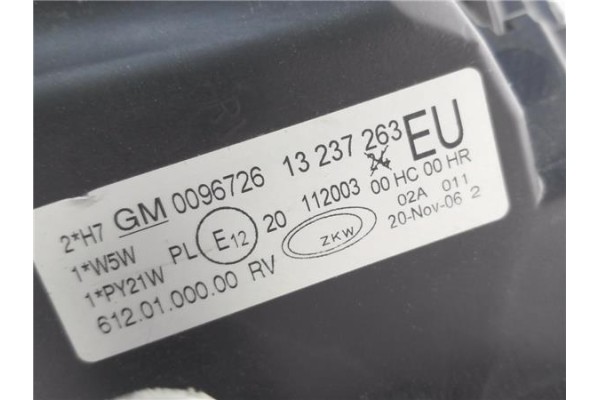 2*H7 GM 0096726 13 237 263 EU
1*W5W PL E12 20 112003 00 HC 00 HR
1*PY21W ZKW 02A 011
612.01.000.00 RV 20-Nov-06 2